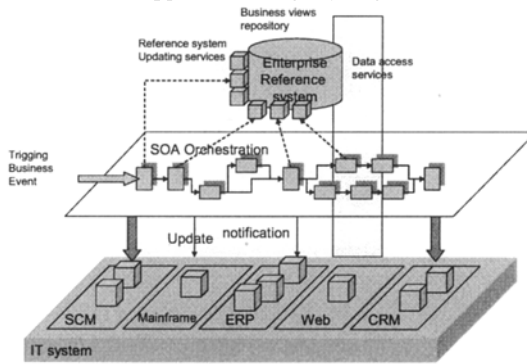 Business views
repository
Reference system
Updating services
Enterprise
Reference
system
Data access
services
SOA Orchestration
Trigging
Business
Event
Update
notification
SCM
Mainframe
ERP
Web
CRM
IT system